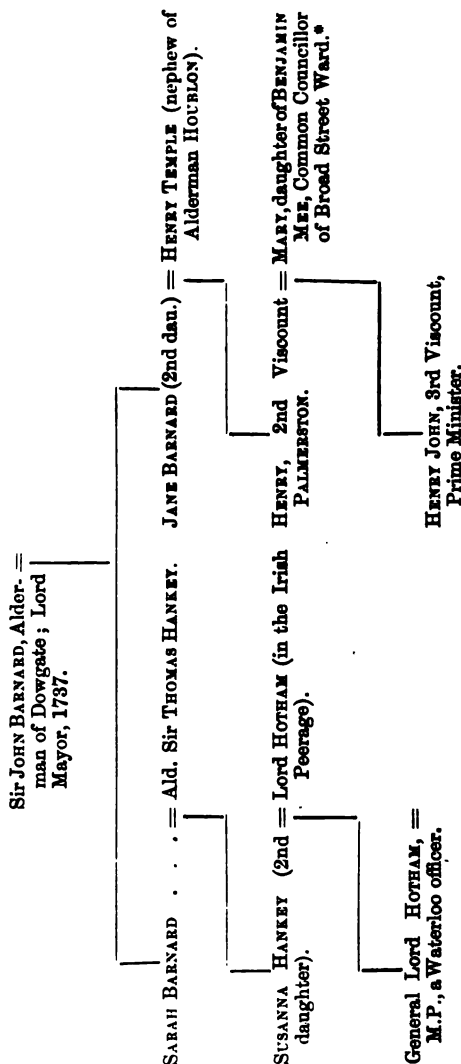 Sir JOHN BARNARD, Alder- =
man of Dowgate; Lord
Mayor, 1737.
SARAH BARNARD . . . = Ald. Sir THOMAS HANKEY.
JANE BARNARD (2nd dau.) = HENRY TEMPLE (nephew of
Alderman HOUBLON).
SUSANNA HANKEY (2nd = Lord HOTHAM (in the Irish
daughter). Peerage).
HENRY, 2nd Viscount = MARY, daughter of BENJAMIN
PALMERSTON. MEE, Common Councillor
of Broad Street Ward.*
General Lord HOTHAM, =
M.P., a Waterloo officer.
HENRY JOHN, 3rd Viscount,
Prime Minister.